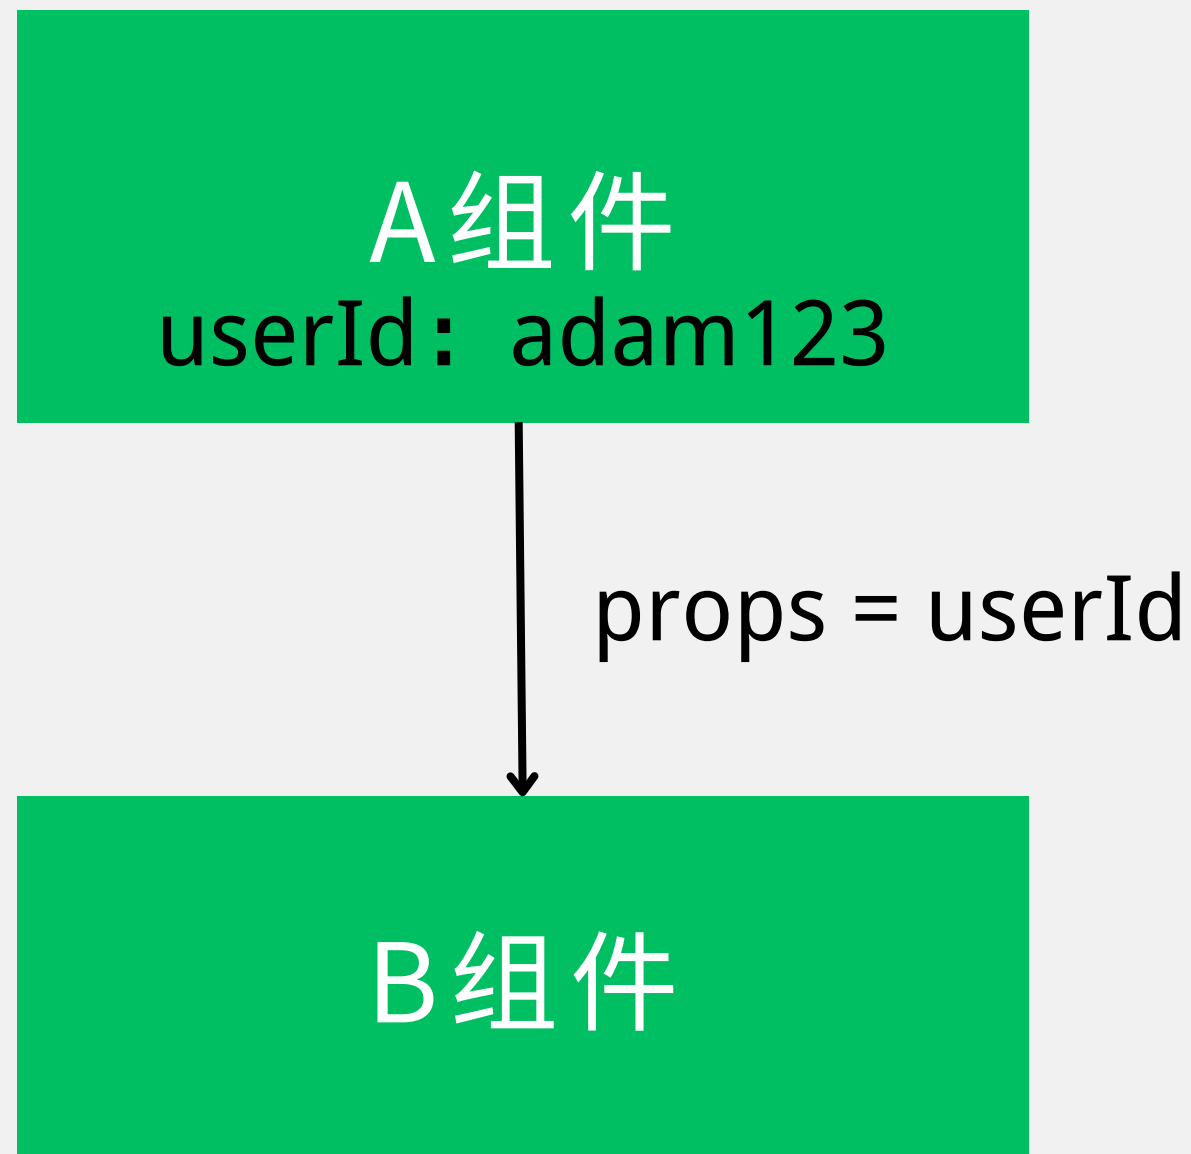 A组件
userId：adam123
props = userId
B组件